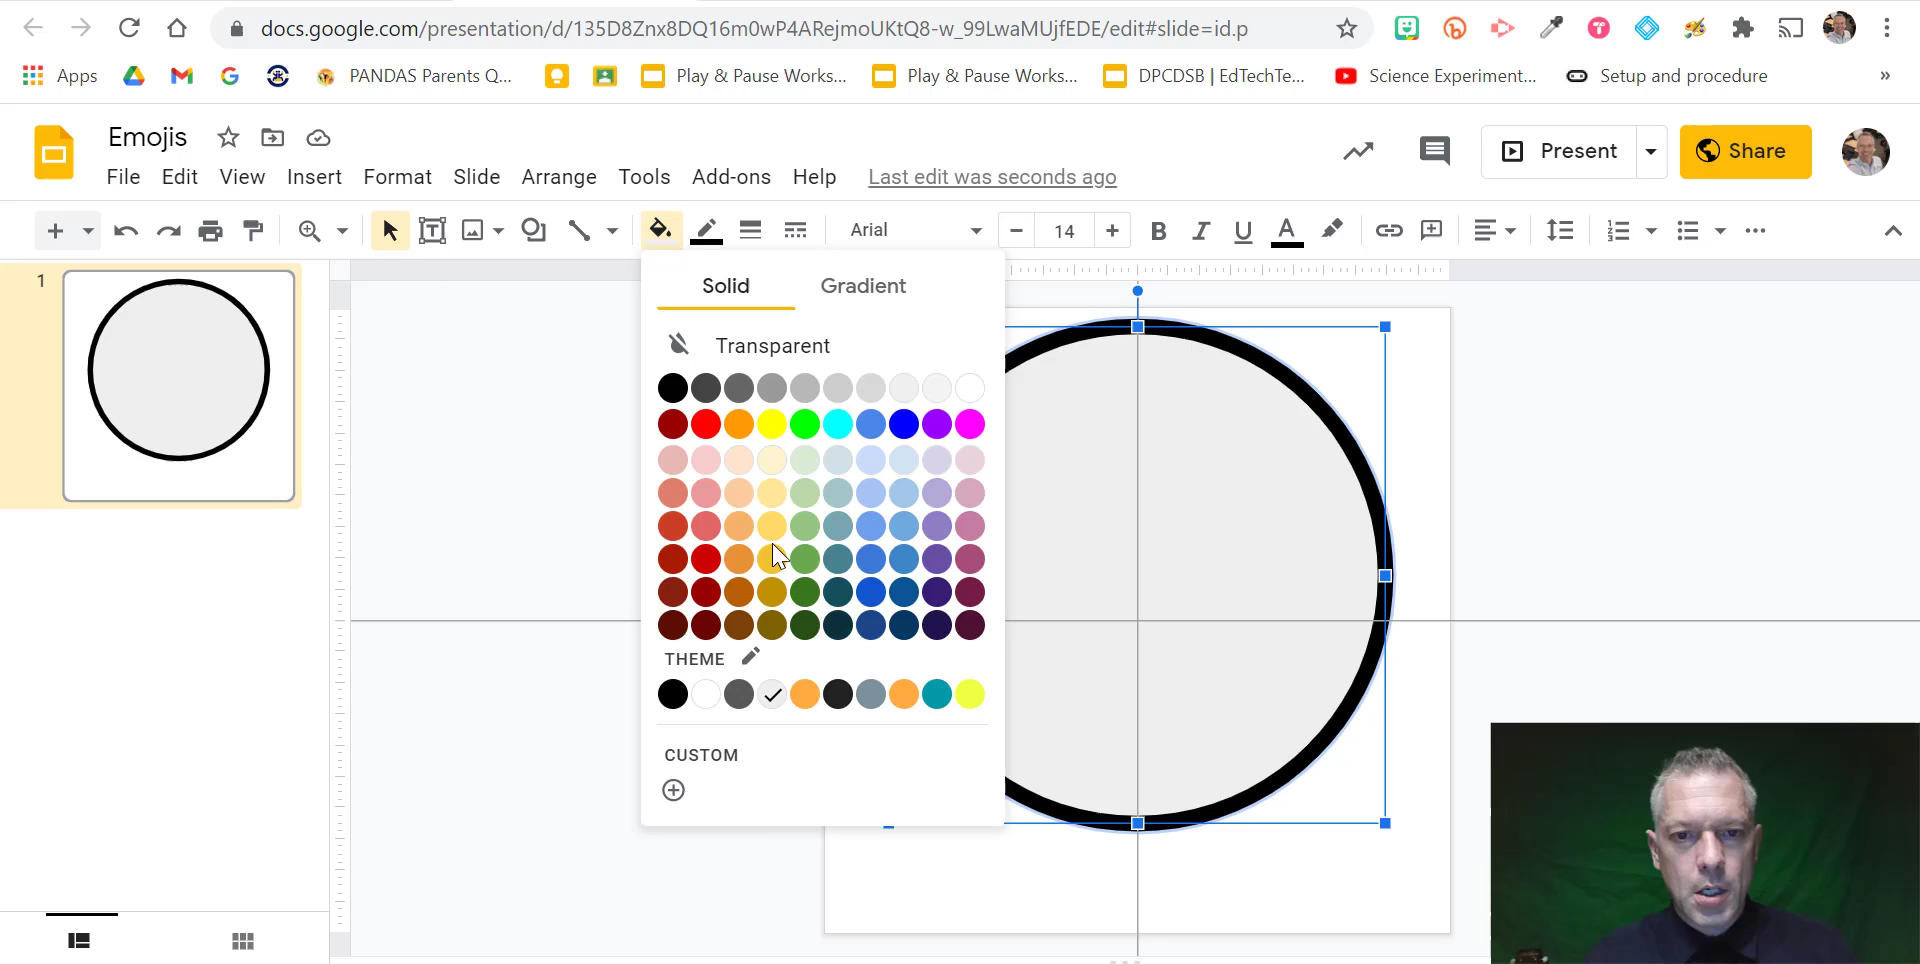 docs.google.com/presentation/d/135D8Znx8DQ16m0wP4ARejmoUKtQ8-w_99LwaMUjfEDE/edit#slide=id.p
Apps PANDAS Parents Q... Play & Pause Works... Play & Pause Works... DPCDSB | EdTechTe... Science Experiment... Setup and procedure »
Emojis
Present
Share
File Edit View Insert Format Slide Arrange Tools Add-ons Help Last edit was seconds ago
Arial 14 B I U A
1
Solid Gradient
Transparent
THEME
CUSTOM